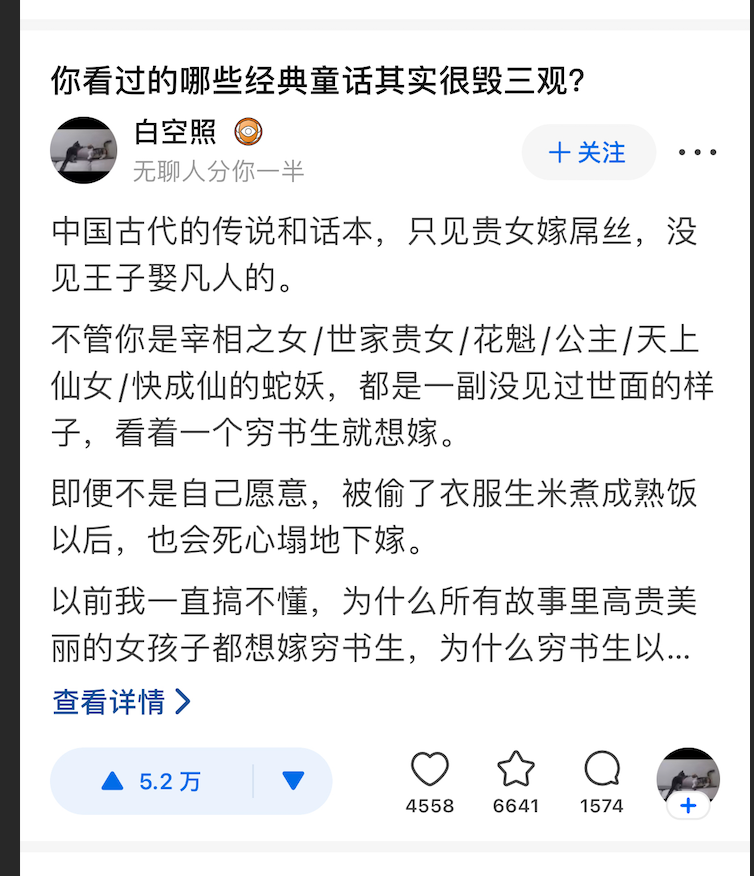 你看过的哪些经典童话其实很毁三观?
白空照
无聊人分你一半
+ 关注
中国古代的传说和话本，只见贵女嫁屌丝，没
见王子娶凡人的。
不管你是宰相之女/世家贵女/花魁/公主/天上
仙女/快成仙的蛇妖，都是一副没见过世面的样
子，看着一个穷书生就想嫁。
即便不是自己愿意，被偷了衣服生米煮成熟饭
以后，也会死心塌地下嫁。
以前我一直搞不懂，为什么所有故事里高贵美
丽的女孩子都想嫁穷书生，为什么穷书生以...
查看详情
5.2 万
4558
6641
1574